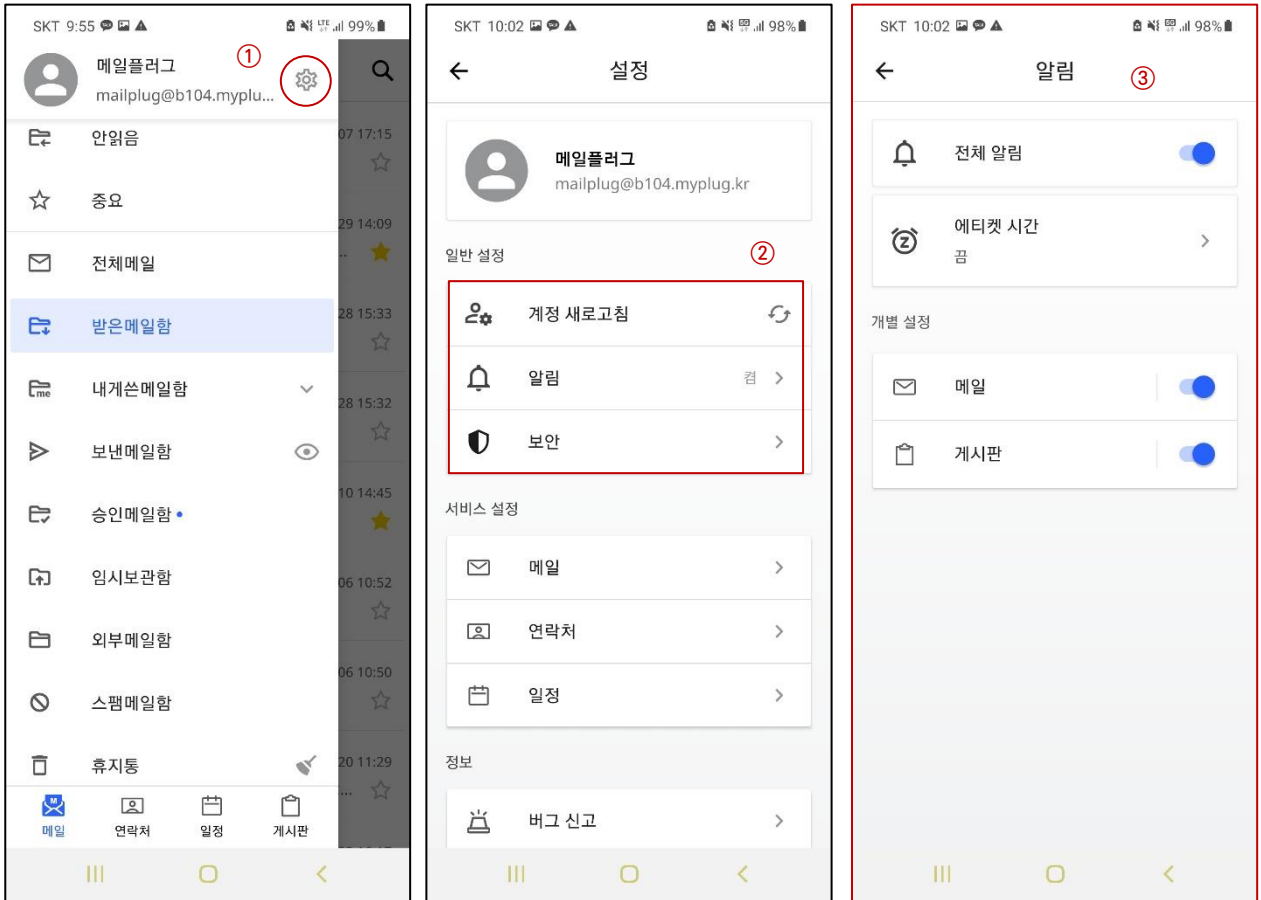 SKT 9:55 LTE 99%
①
메일플러그
mailplug@b104.myplu...
안읽음
중요
전체메일
받은메일함
내게쓴메일함
보낸메일함
승인메일함
임시보관함
외부메일함
스팸메일함
휴지통
메일 연락처 일정 게시판
07 17:15
29 14:09
..
28 15:33
28 15:32
10 14:45
06 10:52
06 10:50
20 11:29
...
SKT 10:02 98%
설정
메일플러그
mailplug@b104.myplug.kr
일반 설정
②
계정 새로고침
알림 켬
보안
서비스 설정
메일
연락처
일정
정보
버그 신고
SKT 10:02 98%
알림
③
전체 알림
에티켓 시간
끔
개별 설정
메일
게시판